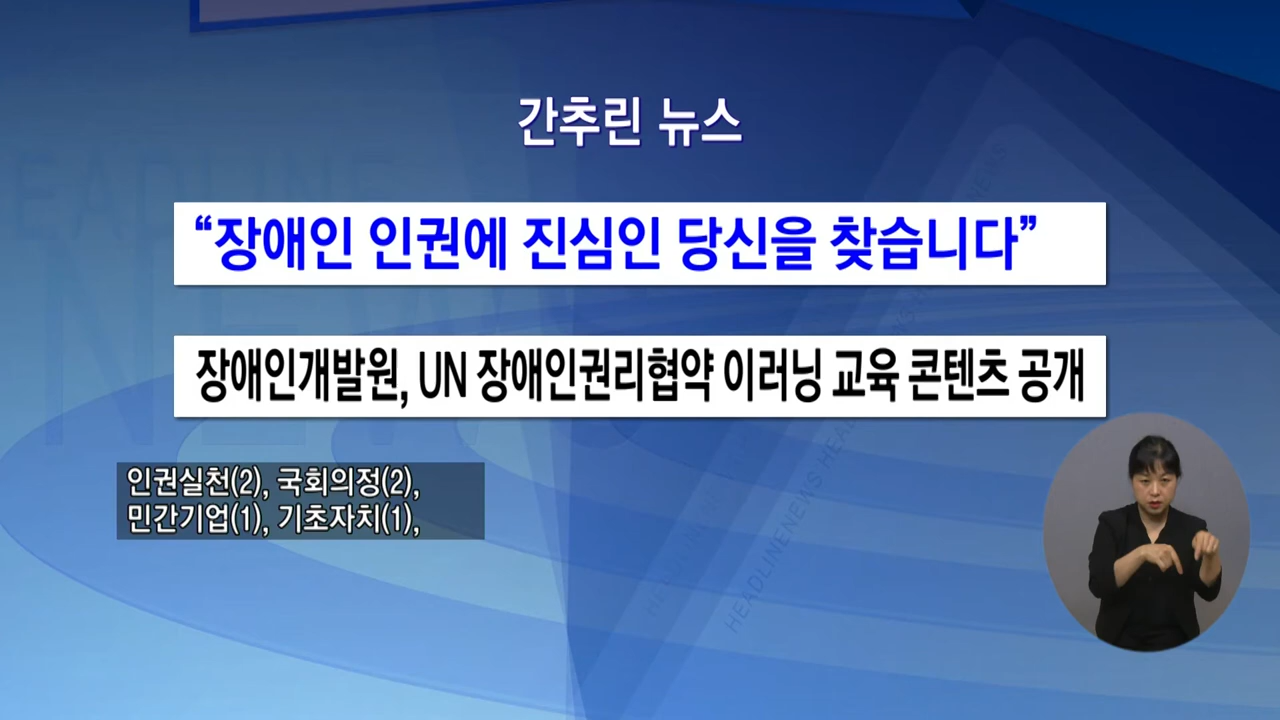 간추린 뉴스
“장애인 인권에 진심인 당신을 찾습니다”
장애인개발원, UN 장애인권리협약 이러닝 교육 콘텐츠 공개
인권실천(2), 국회의정(2),
민간기업(1), 기초자치(1),
HEADLINENEWS HEADLINENEWS